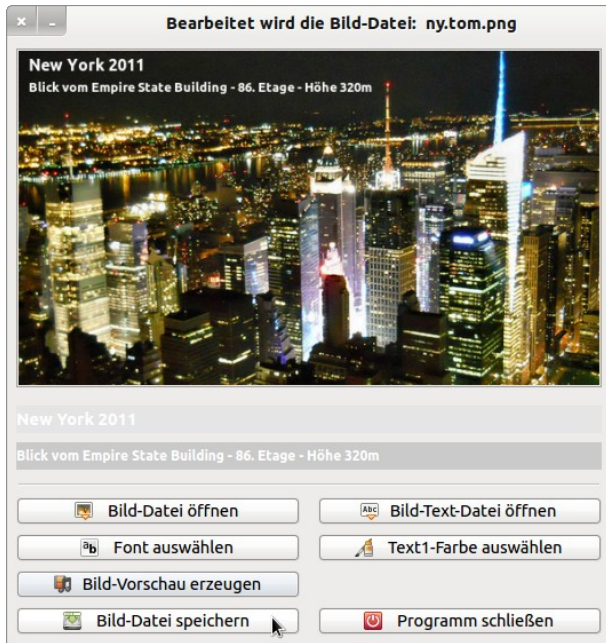 Bearbeitet wird die Bild-Datei: ny.tom.png
New York 2011
Blick vom Empire State Building - 86. Etage - Höhe 320m
New York 2011
Blick vom Empire State Building - 86. Etage - Höhe 320m
Bild-Datei öffnen
Abc Bild-Text-Datei öffnen
ab Font auswählen
Text1-Farbe auswählen
Bild-Vorschau erzeugen
Bild-Datei speichern
Programm schließen